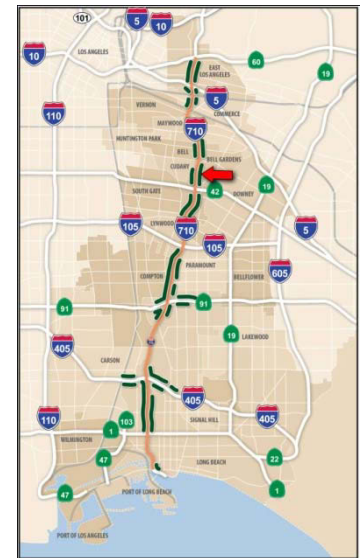 101
5
10
10
LOS ANGELES
EAST
LOS ANGELES
60
19
VERNON
5
COMMERCE
110
MAYWOOD
HUNTINGTON PARK
710
BELL
BELL GARDENS
CUDAHY
SOUTH GATE
42
DOWNEY
19
105
LYNWOOD
710
105
5
PARAMOUNT
COMPTON
BELLFLOWER
605
91
91
19
LAKEWOOD
405
CARSON
405
405
110
103
1
SIGNAL HILL
WILMINGTON
47
22
LONG BEACH
47
PORT OF LONG BEACH
1
PORT OF LOS ANGELES